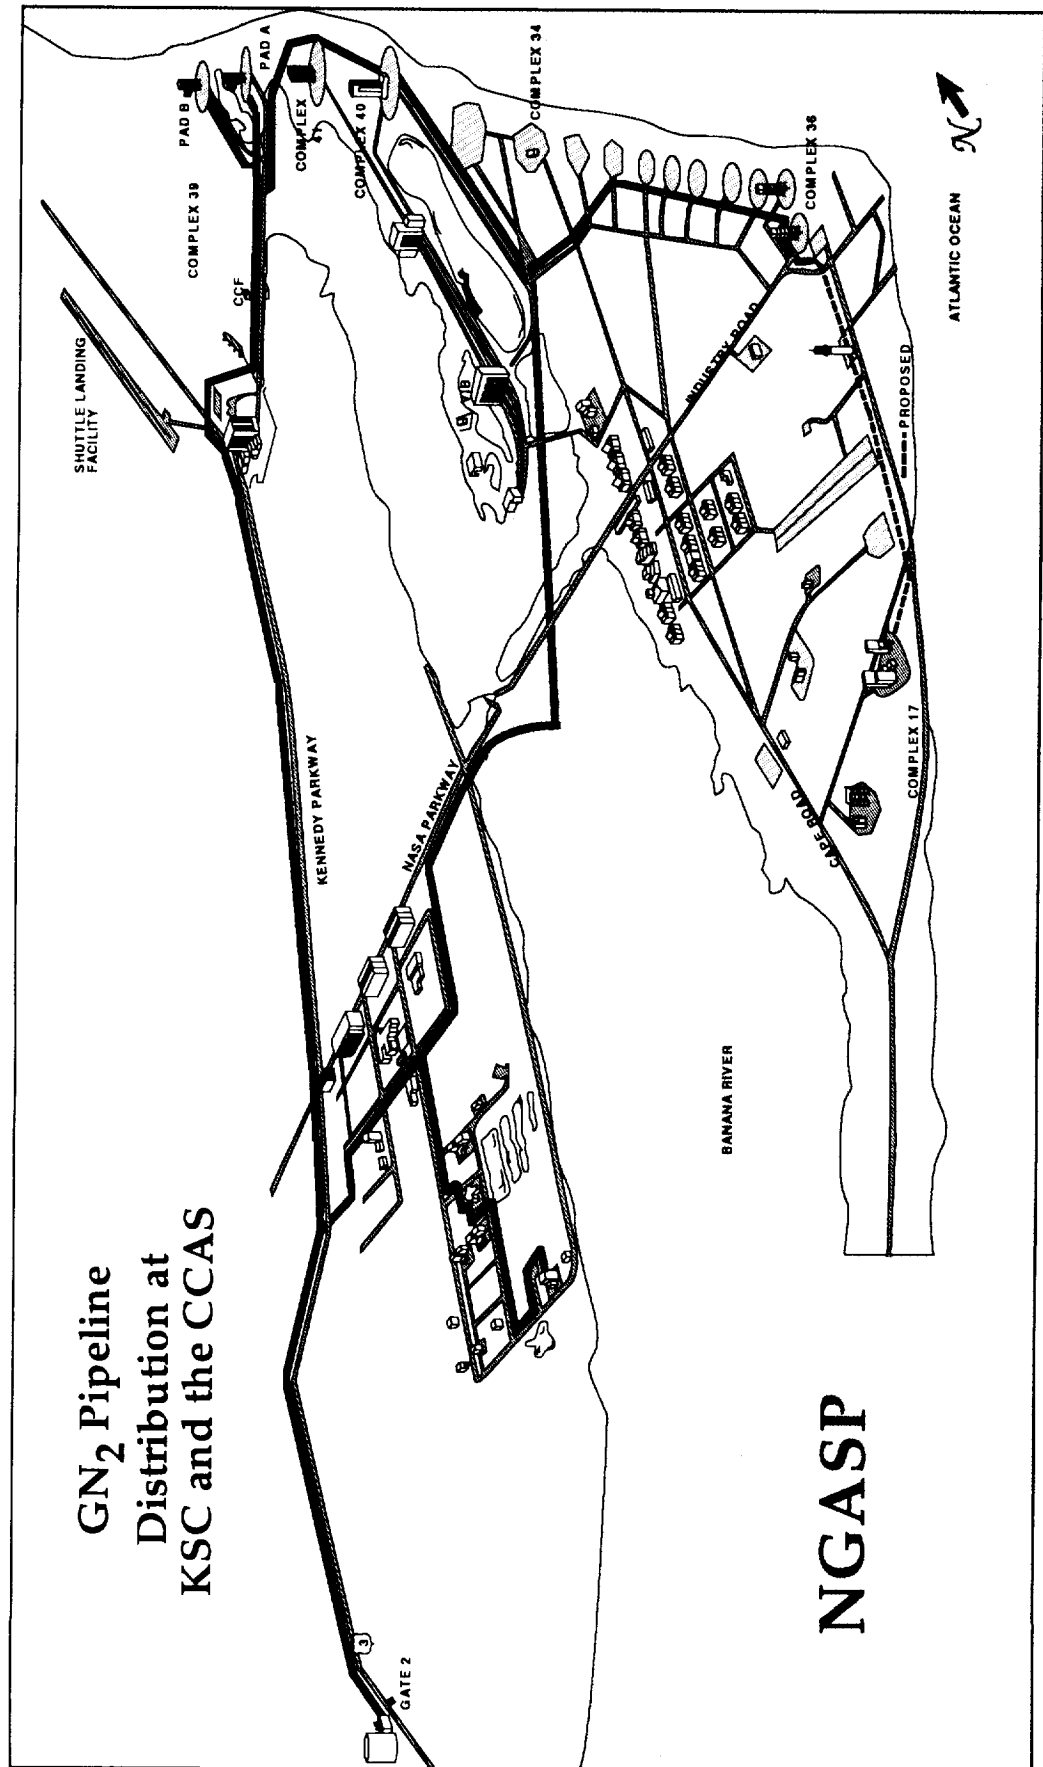 GN₂ Pipeline
Distribution at
KSC and the CCAS
NGASP
SHUTTLE LANDING
FACILITY
COMPLEX 39
PAD B
PAD A
CCF
COMPLEX
41
COMPLEX 40
COMPLEX 34
COMPLEX 36
VIB
INDUSTRY ROAD
PROPOSED
N
ATLANTIC OCEAN
KENNEDY PARKWAY
NASA PARKWAY
CAPE ROAD
COMPLEX 17
BANANA RIVER
3
GATE 2